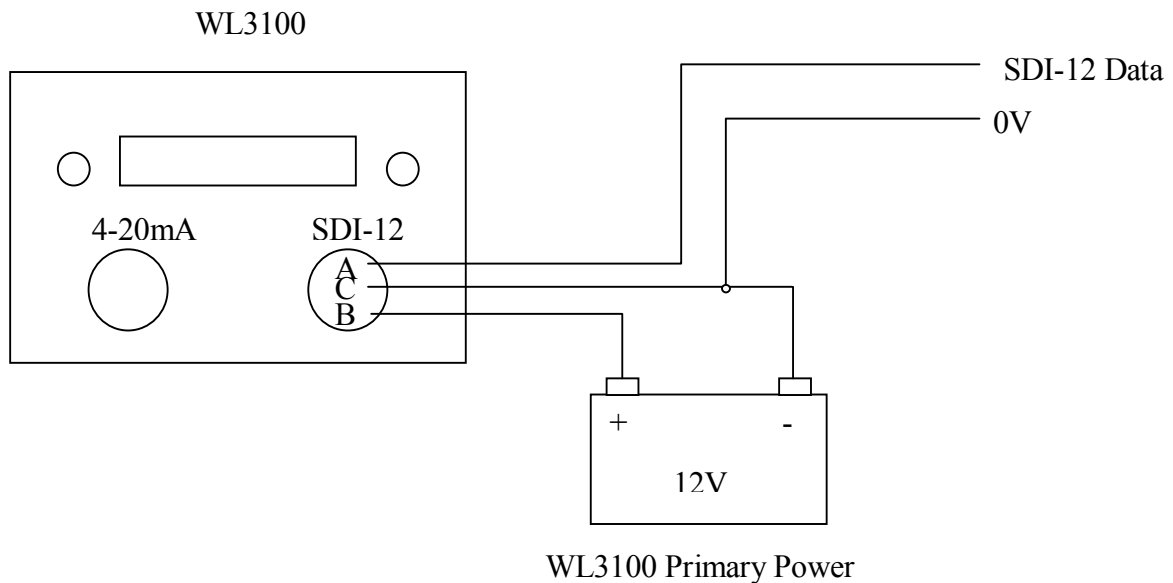 WL3100
SDI-12 Data
0V
4-20mA
SDI-12
A
C
B
+ -
12V
WL3100 Primary Power